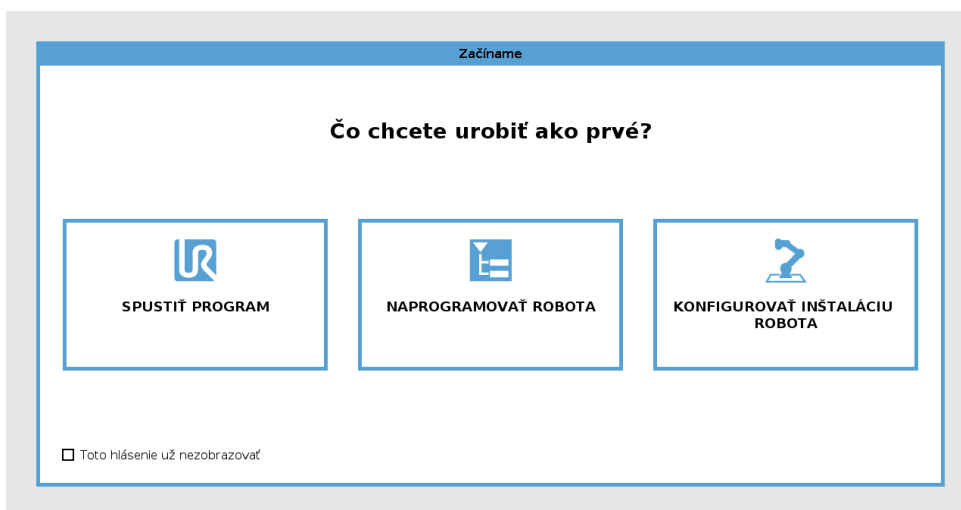 Začíname
Čo chcete urobiť ako prvé?
SPUSTIŤ PROGRAM
NAPROGRAMOVAŤ ROBOTA
KONFIGUROVAŤ INŠTALÁCIU
ROBOTA
Toto hlásenie už nezobrazovať